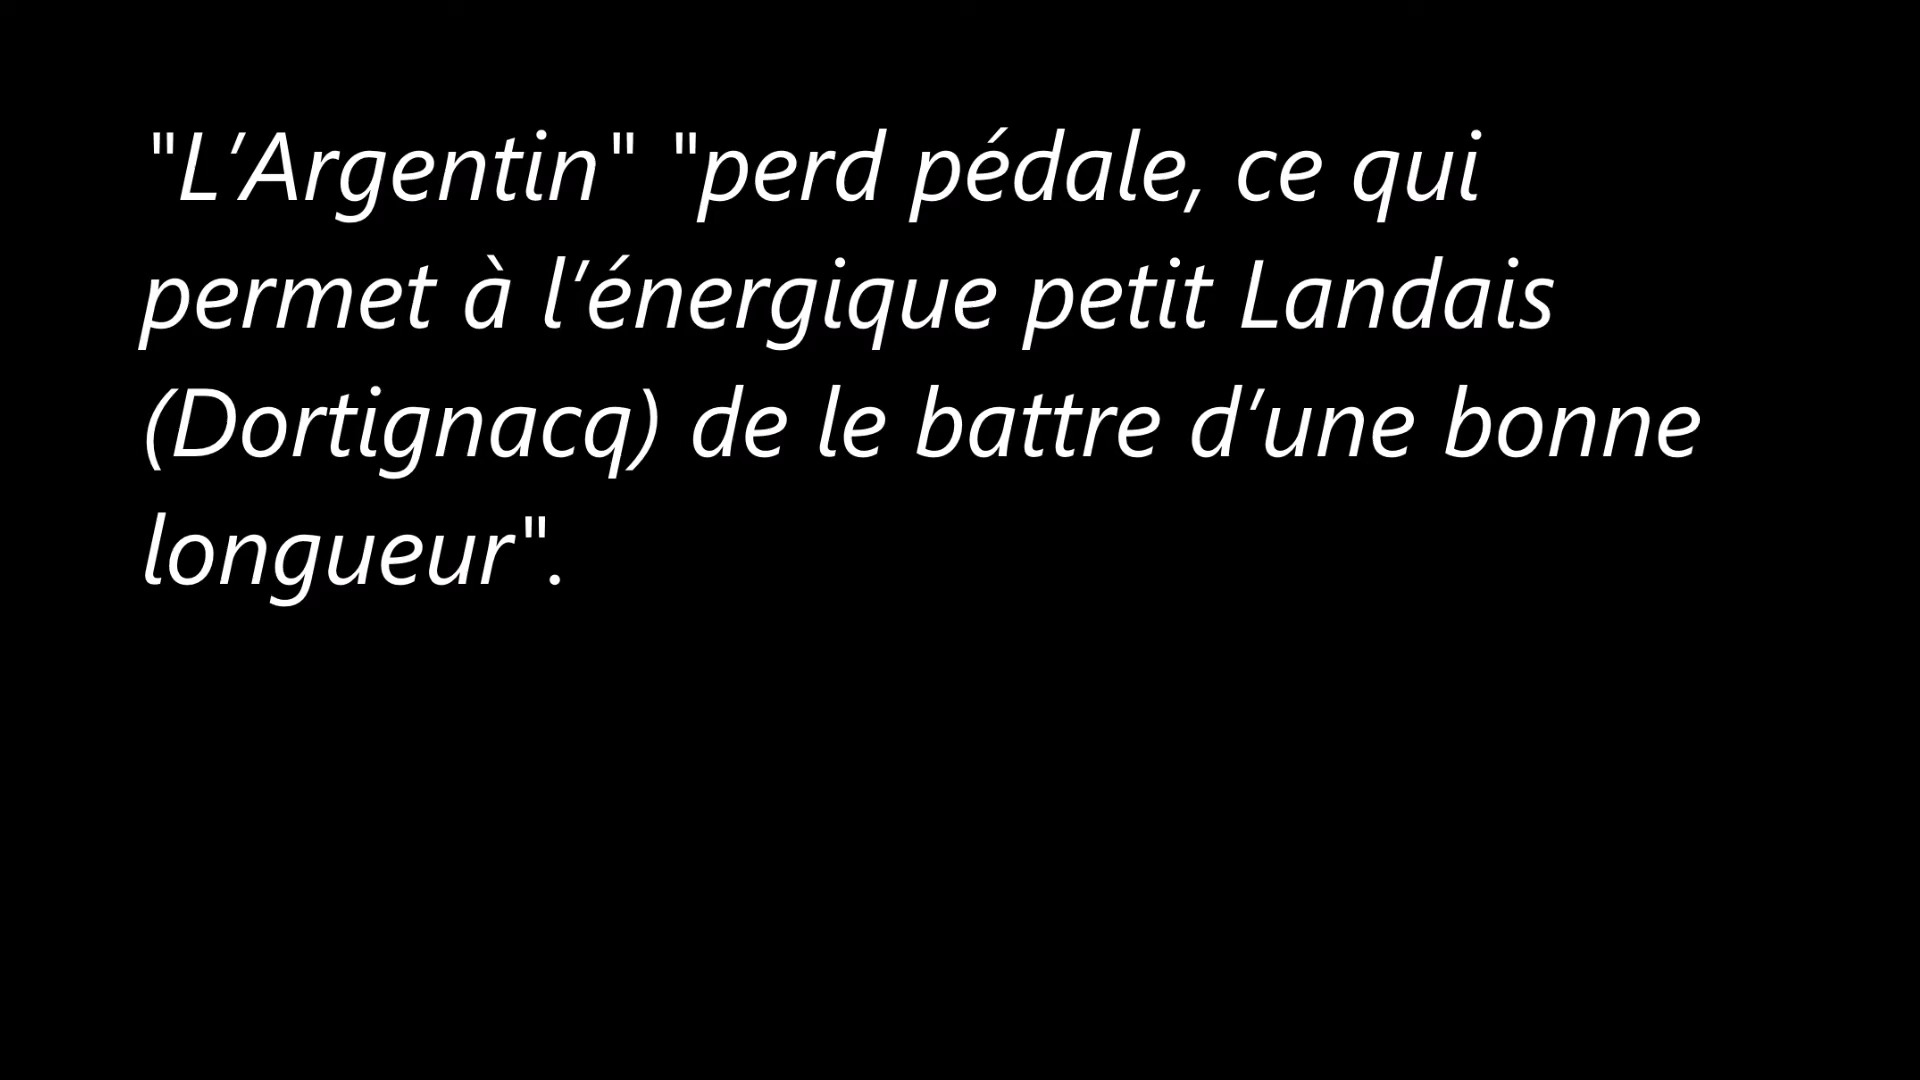 "L’Argentin" "perd pédale, ce qui
permet à l’énergique petit Landais
(Dortignacq) de le battre d’une bonne
longueur".